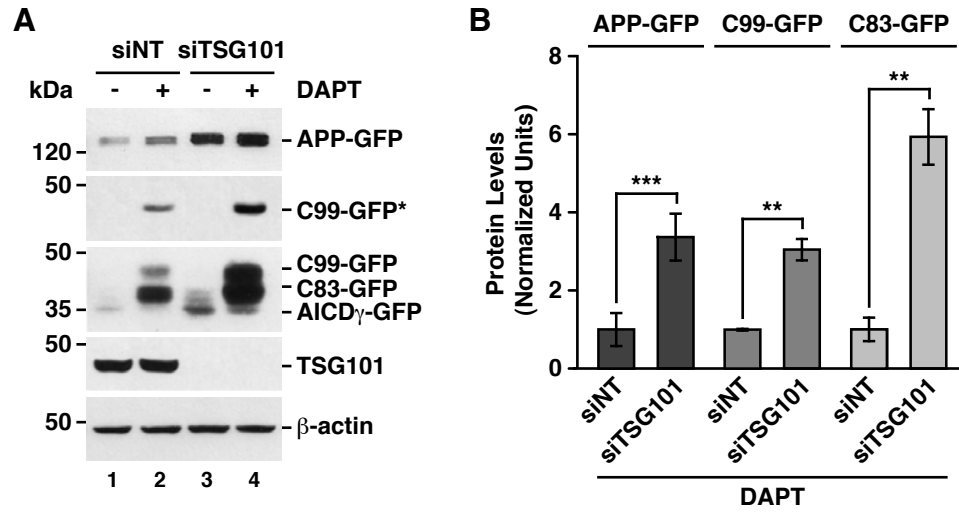 A
siNT siTSG101
kDa - + - + DAPT
120 APP-GFP
50 C99-GFP*
50 C99-GFP
C83-GFP
35 AICDγ-GFP
50 TSG101
50 β-actin
1 2 3 4
B
APP-GFP C99-GFP C83-GFP
Protein Levels
(Normalized Units)
8
6
4
2
0
*** ** **
siNT siTSG101 siNT siTSG101 siNT siTSG101
DAPT